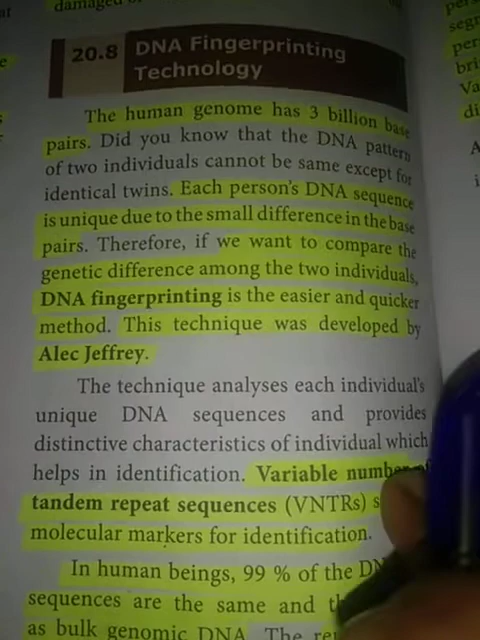 damaged
20.8 DNA Fingerprinting
Technology
The human genome has 3 billion base
pairs. Did you know that the DNA pattern
of two individuals cannot be same except for
identical twins. Each person's DNA sequence
is unique due to the small difference in the base
pairs. Therefore, if we want to compare the
genetic difference among the two individuals,
DNA fingerprinting is the easier and quicker
method. This technique was developed by
Alec Jeffrey.
The technique analyses each individual's
unique DNA sequences and provides
distinctive characteristics of individual which
helps in identification. Variable number of
tandem repeat sequences (VNTRs)
molecular markers for identification.
In human beings, 99 % of the
sequences are the same and
as bulk genomic DNA. The